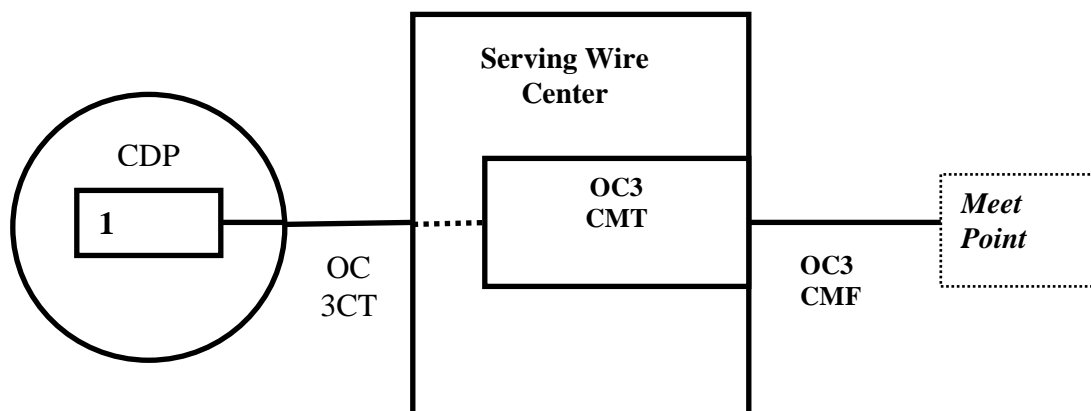 Serving Wire
Center
CDP
1
OC
3CT
OC3
CMT
OC3
CMF
Meet
Point